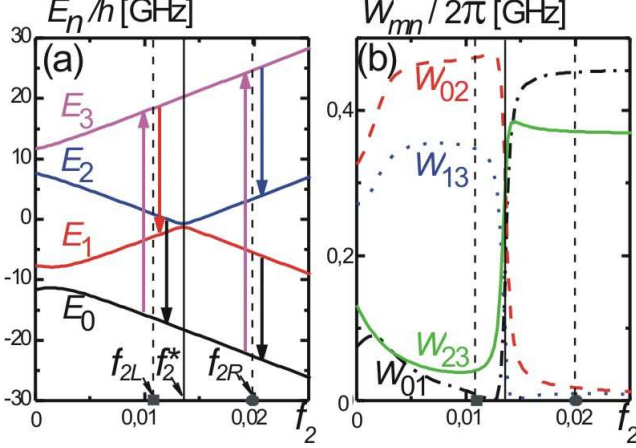 E_n/h [GHz]
W_mn/2π [GHz]
30
20
10
0
-10
-20
-30
(a)
E_3
E_2
E_1
E_0
f_2L
f_2*
f_2R
0
0,01
0,02
f_2
(b)
0,4
0,2
0
W_02
W_13
W_23
W_01
0
0,01
0,02
f_2